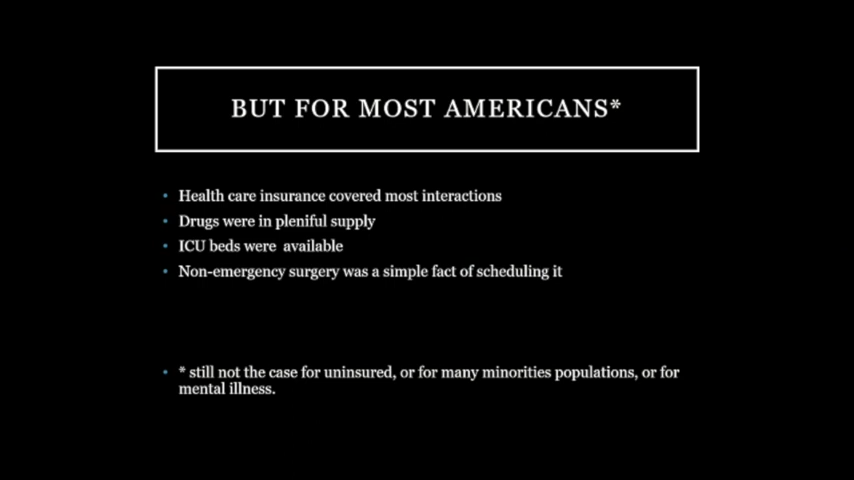 BUT FOR MOST AMERICANS*
• Health care insurance covered most interactions
• Drugs were in pleniful supply
• ICU beds were available
• Non-emergency surgery was a simple fact of scheduling it
• * still not the case for uninsured, or for many minorities populations, or for
mental illness.